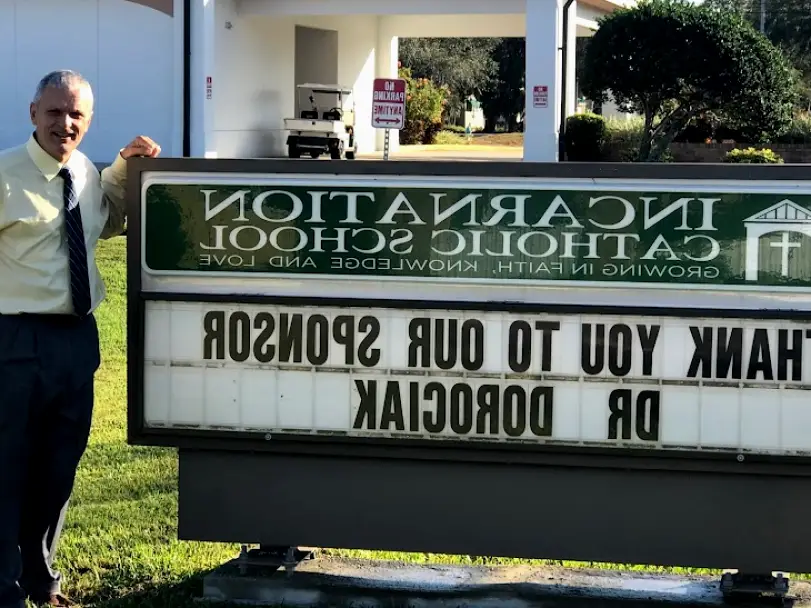 INCARNATION
CATHOLIC SCHOOL
GROWING IN FAITH, KNOWLEDGE AND LOVE
THANK YOU TO OUR SPONSOR
DR DOROCIAK
NO
PARKING
ANYTIME